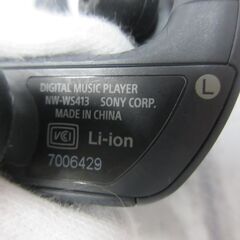 DIGITAL MUSIC PLAYER
NW-WS413 SONY CORP.
MADE IN CHINA
VCCI Li-ion
7006429
L